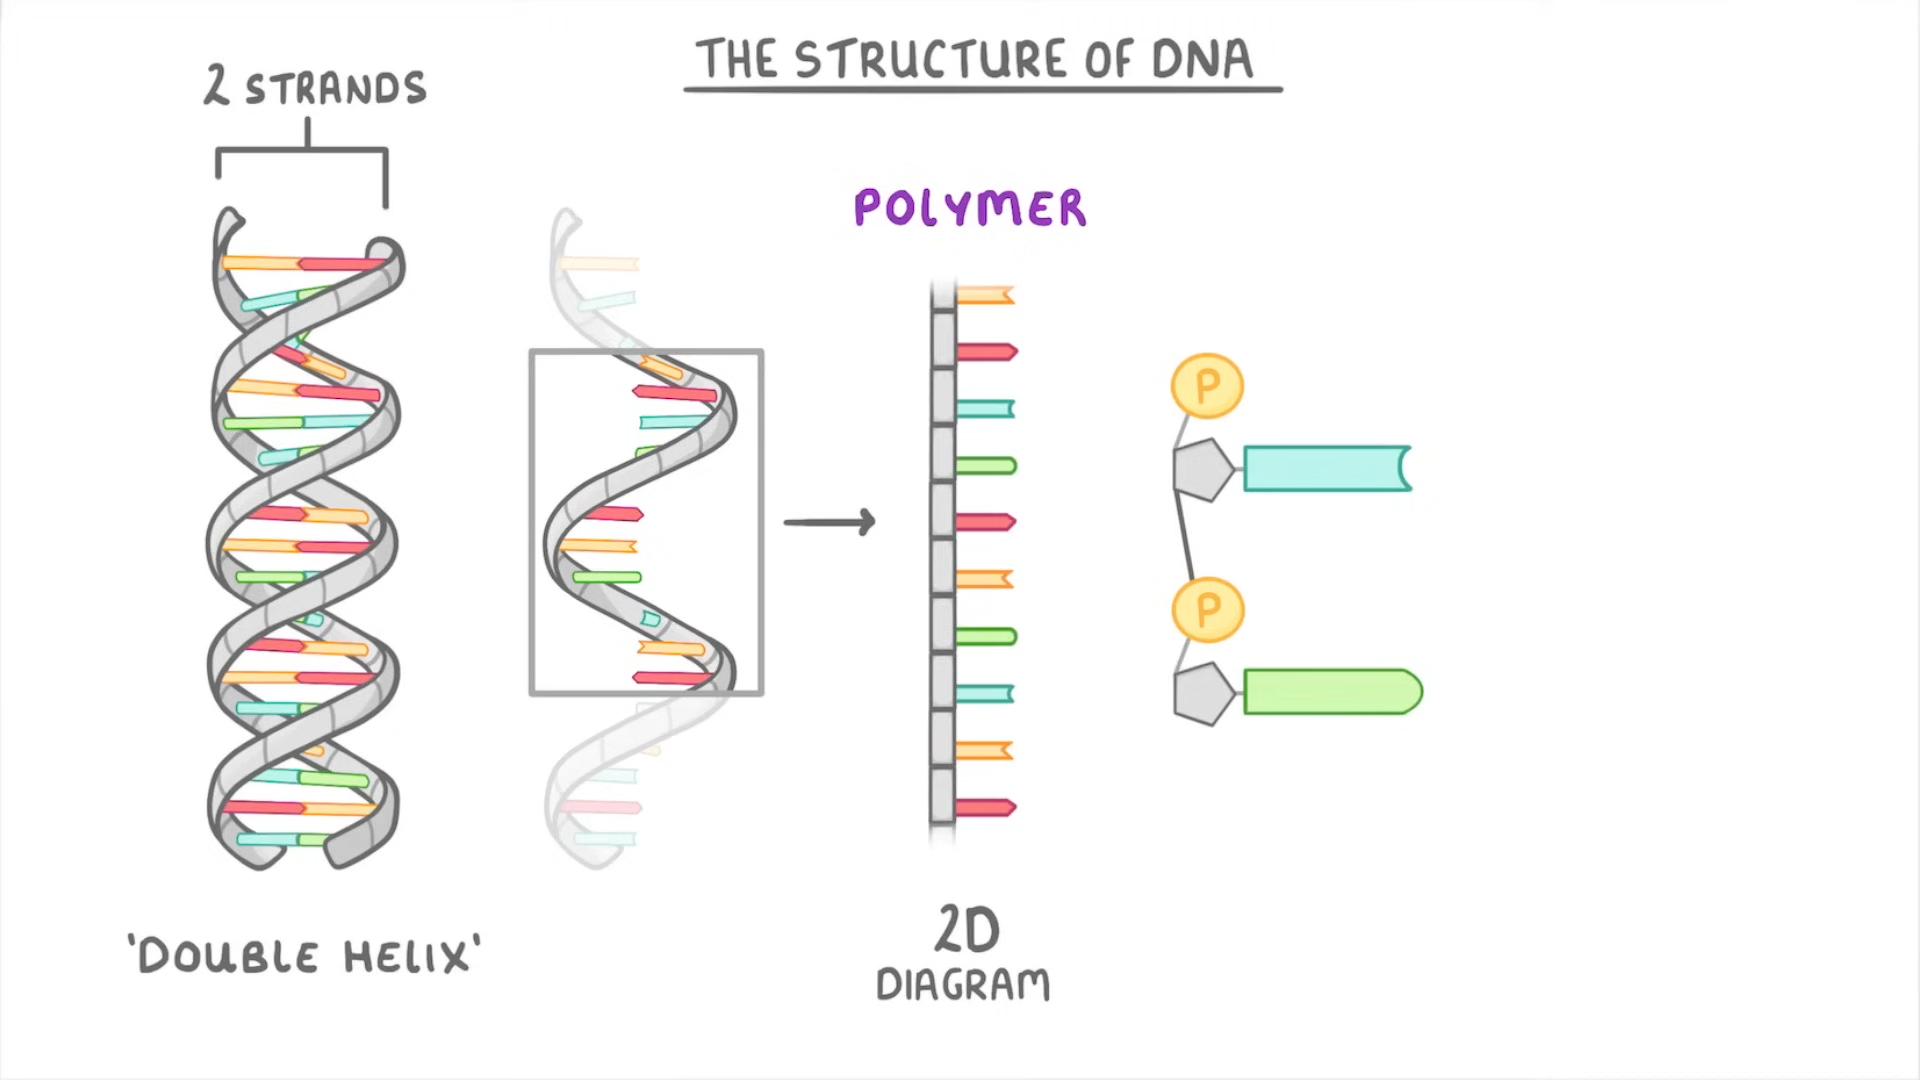 THE STRUCTURE OF DNA
2 STRANDS
POLYMER
P
P
'DOUBLE HELIX'
2D
DIAGRAM